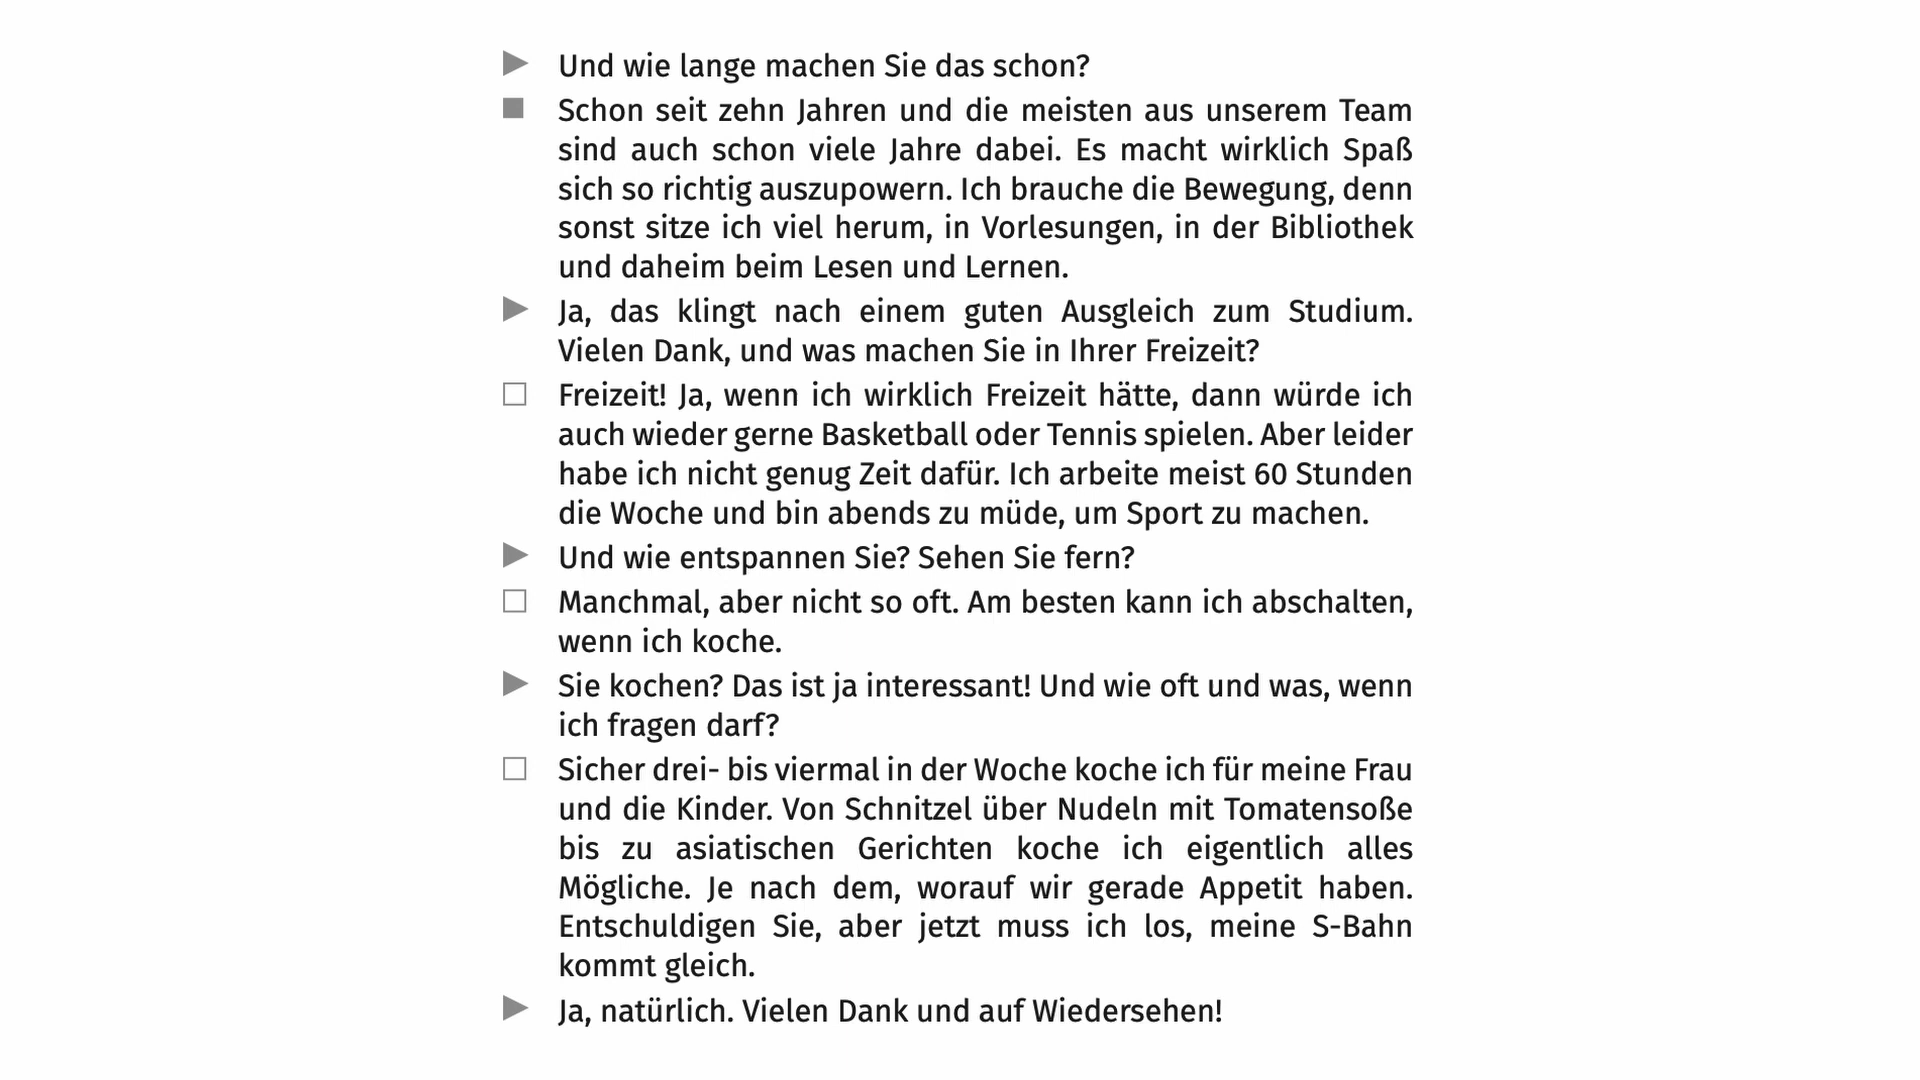 Und wie lange machen Sie das schon?
Schon seit zehn Jahren und die meisten aus unserem Team
sind auch schon viele Jahre dabei. Es macht wirklich Spaß
sich so richtig auszupowern. Ich brauche die Bewegung, denn
sonst sitze ich viel herum, in Vorlesungen, in der Bibliothek
und daheim beim Lesen und Lernen.
Ja, das klingt nach einem guten Ausgleich zum Studium.
Vielen Dank, und was machen Sie in Ihrer Freizeit?
Freizeit! Ja, wenn ich wirklich Freizeit hätte, dann würde ich
auch wieder gerne Basketball oder Tennis spielen. Aber leider
habe ich nicht genug Zeit dafür. Ich arbeite meist 60 Stunden
die Woche und bin abends zu müde, um Sport zu machen.
Und wie entspannen Sie? Sehen Sie fern?
Manchmal, aber nicht so oft. Am besten kann ich abschalten,
wenn ich koche.
Sie kochen? Das ist ja interessant! Und wie oft und was, wenn
ich fragen darf?
Sicher drei- bis viermal in der Woche koche ich für meine Frau
und die Kinder. Von Schnitzel über Nudeln mit Tomatensoße
bis zu asiatischen Gerichten koche ich eigentlich alles
Mögliche. Je nach dem, worauf wir gerade Appetit haben.
Entschuldigen Sie, aber jetzt muss ich los, meine S-Bahn
kommt gleich.
Ja, natürlich. Vielen Dank und auf Wiedersehen!